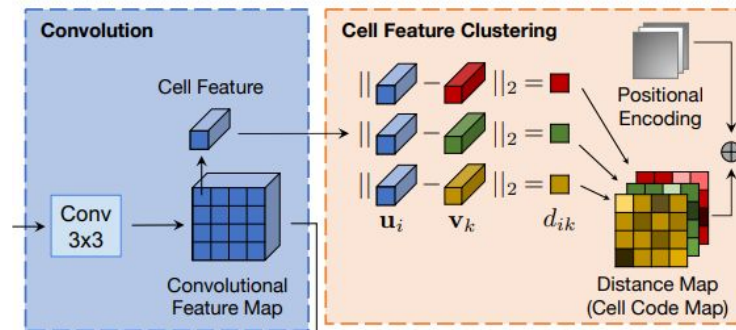 Convolution
Cell Feature
Conv
3x3
Convolutional
Feature Map
Cell Feature Clustering
|| − ||₂ =
|| − ||₂ =
|| − ||₂ =
uᵢ vₖ dᵢₖ
Positional
Encoding
Distance Map
(Cell Code Map)